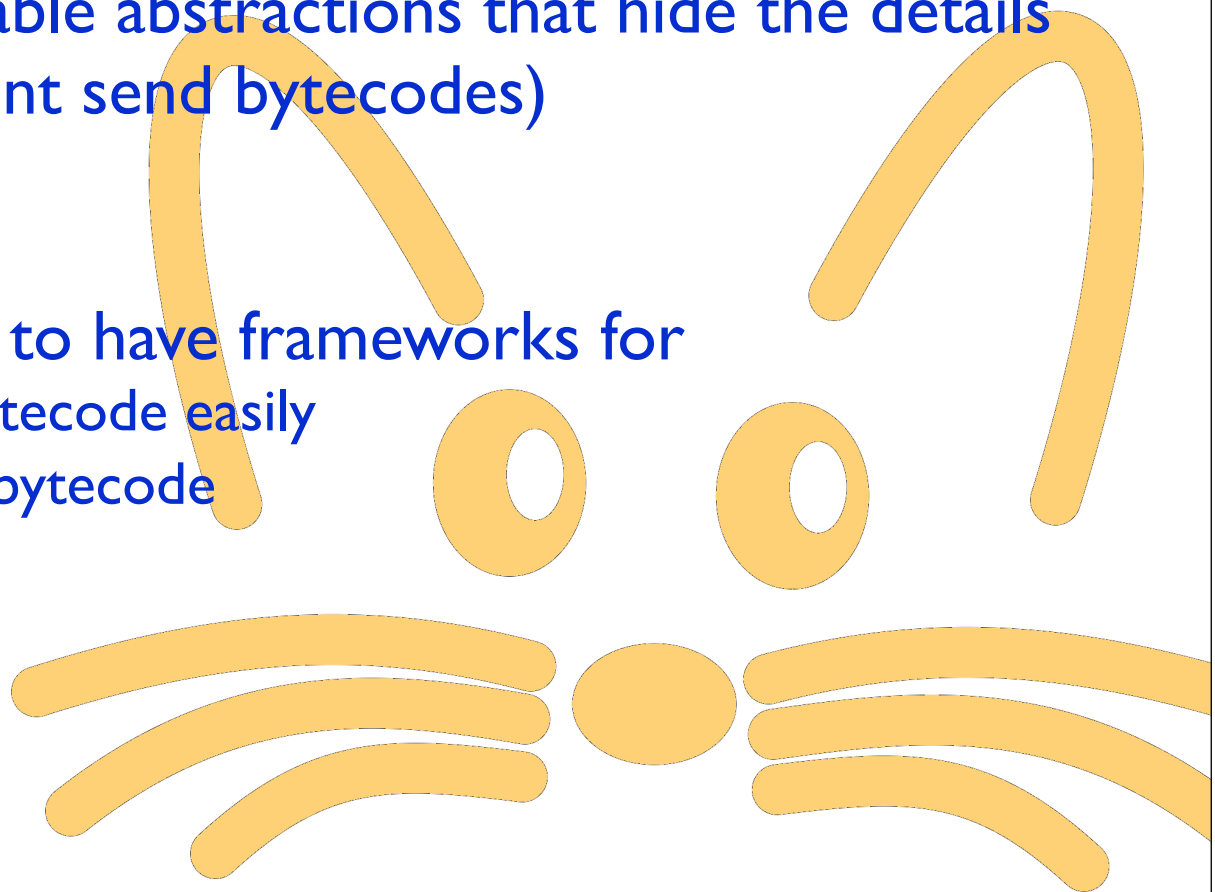 able abstractions that hide the details
nt send bytecodes)
to have frameworks for
tecode easily
bytecode